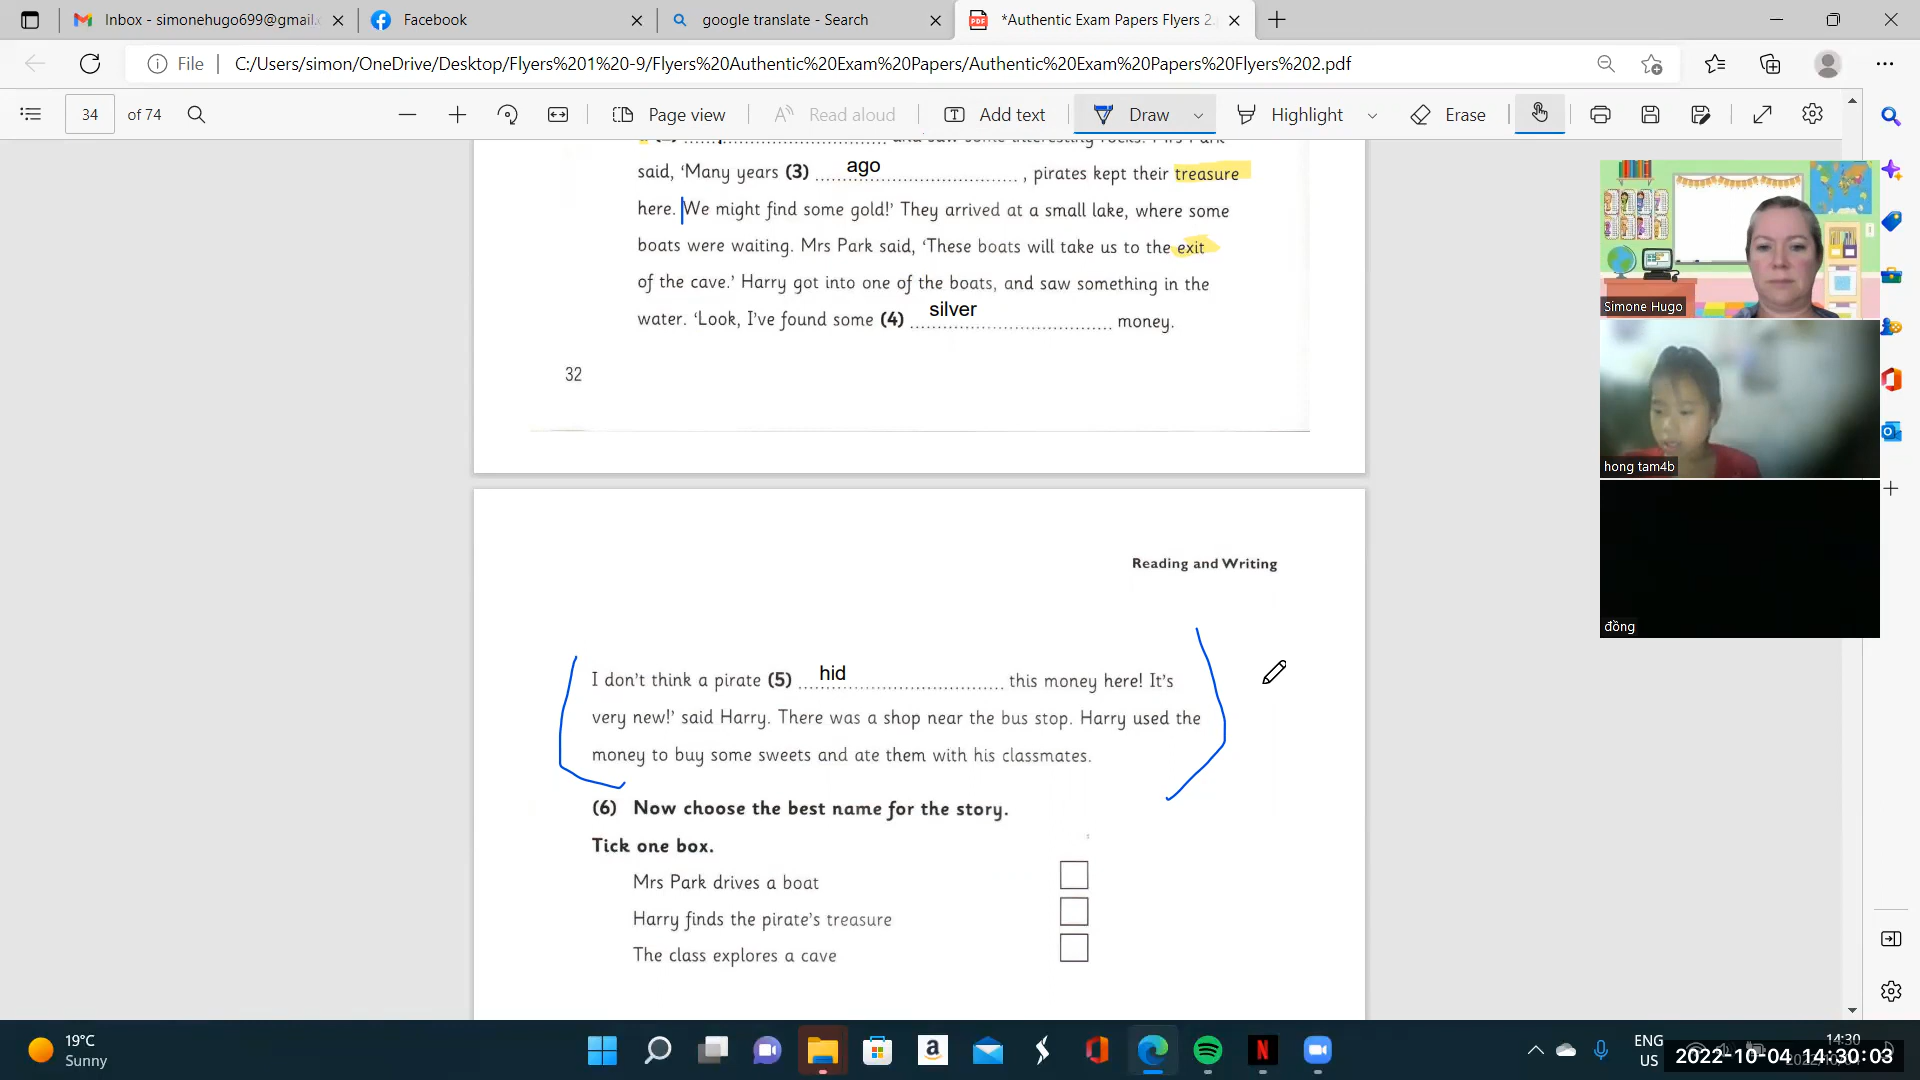 Inbox - simonehugo699@gmail.
Facebook
google translate - Search
*Authentic Exam Papers Flyers 2.
File
C:/Users/simon/OneDrive/Desktop/Flyers%201%20-9/Flyers%20Authentic%20Exam%20Papers/Authentic%20Exam%20Papers%20Flyers%202.pdf
34 of 74
Page view
Read aloud
Add text
Draw
Highlight
Erase
said, ‘Many years (3) ago , pirates kept their treasure
here. We might find some gold!’ They arrived at a small lake, where some
boats were waiting. Mrs Park said, ‘These boats will take us to the exit
of the cave.’ Harry got into one of the boats, and saw something in the
water. ‘Look, I’ve found some (4) silver money.
32
Reading and Writing
I don’t think a pirate (5) hid this money here! It’s
very new!’ said Harry. There was a shop near the bus stop. Harry used the
money to buy some sweets and ate them with his classmates.
(6) Now choose the best name for the story.
Tick one box.
Mrs Park drives a boat
Harry finds the pirate’s treasure
The class explores a cave
Simone Hugo
hong tam4b
đồng
19°C
Sunny
ENG
US
14:30
2022-10-04 14:30:03